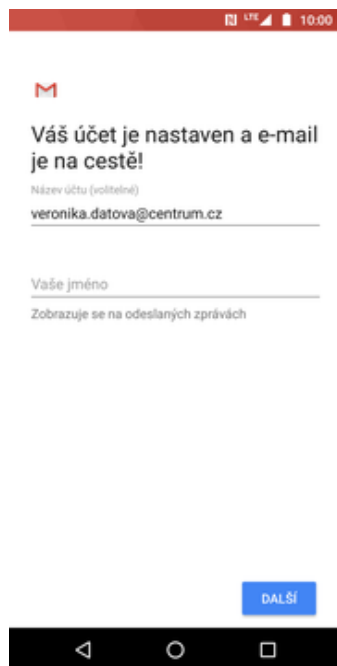 LTE 10:00
Váš účet je nastaven a e-mail
je na cestě!
Název účtu (volitelné)
veronika.datova@centrum.cz
Vaše jméno
Zobrazuje se na odeslaných zprávách
DALŠÍ